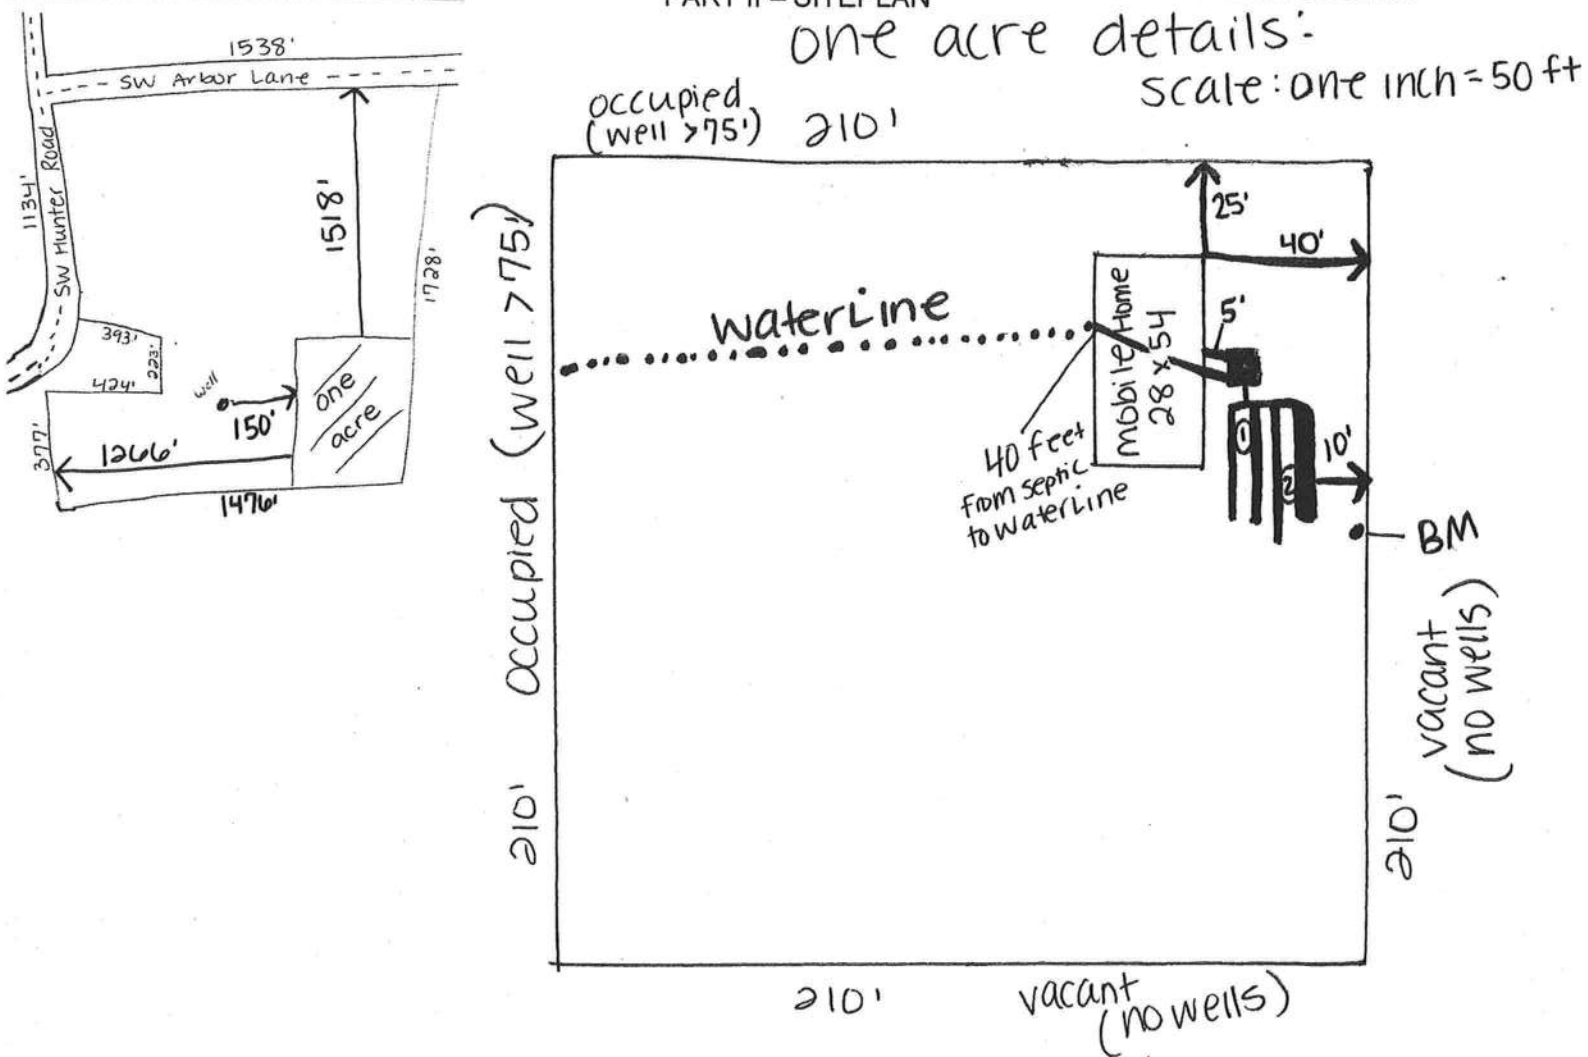 PART II - SITEPLAN
one acre details:
scale: one inch = 50 ft
1538'
SW Arbor Lane
1134'
SW Hunter Road
1518'
1728'
393'
223'
424'
well
150'
one
acre
377'
1266'
1476'
occupied
(well >75')
210'
25'
40'
occupied (well >75')
waterline
mobile Home
28 x 54
5'
40 feet
from septic
to waterline
1
2
10'
BM
vacant
(no wells)
210'
210'
210'
vacant
(no wells)